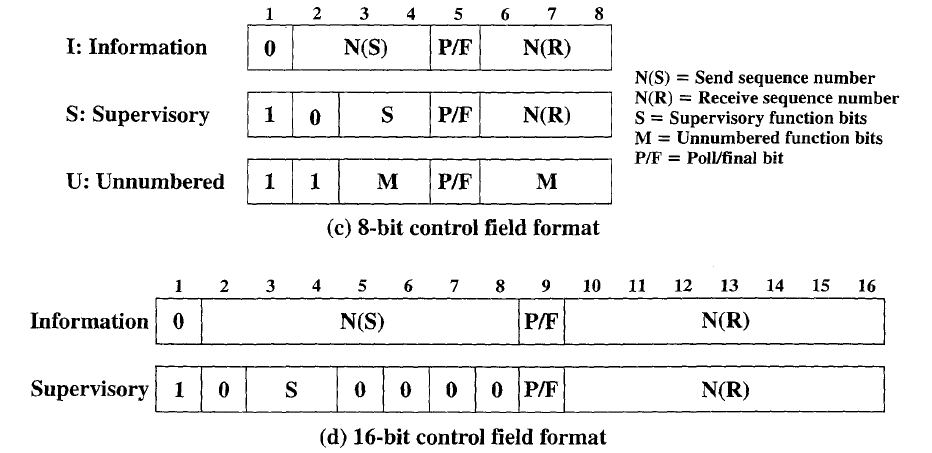 1 2 3 4 5 6 7 8
I: Information 0 N(S) P/F N(R)
S: Supervisory 1 0 S P/F N(R)
U: Unnumbered 1 1 M P/F M
N(S) = Send sequence number
N(R) = Receive sequence number
S = Supervisory function bits
M = Unnumbered function bits
P/F = Poll/final bit
(c) 8-bit control field format
1 2 3 4 5 6 7 8 9 10 11 12 13 14 15 16
Information 0 N(S) P/F N(R)
Supervisory 1 0 S 0 0 0 0 P/F N(R)
(d) 16-bit control field format